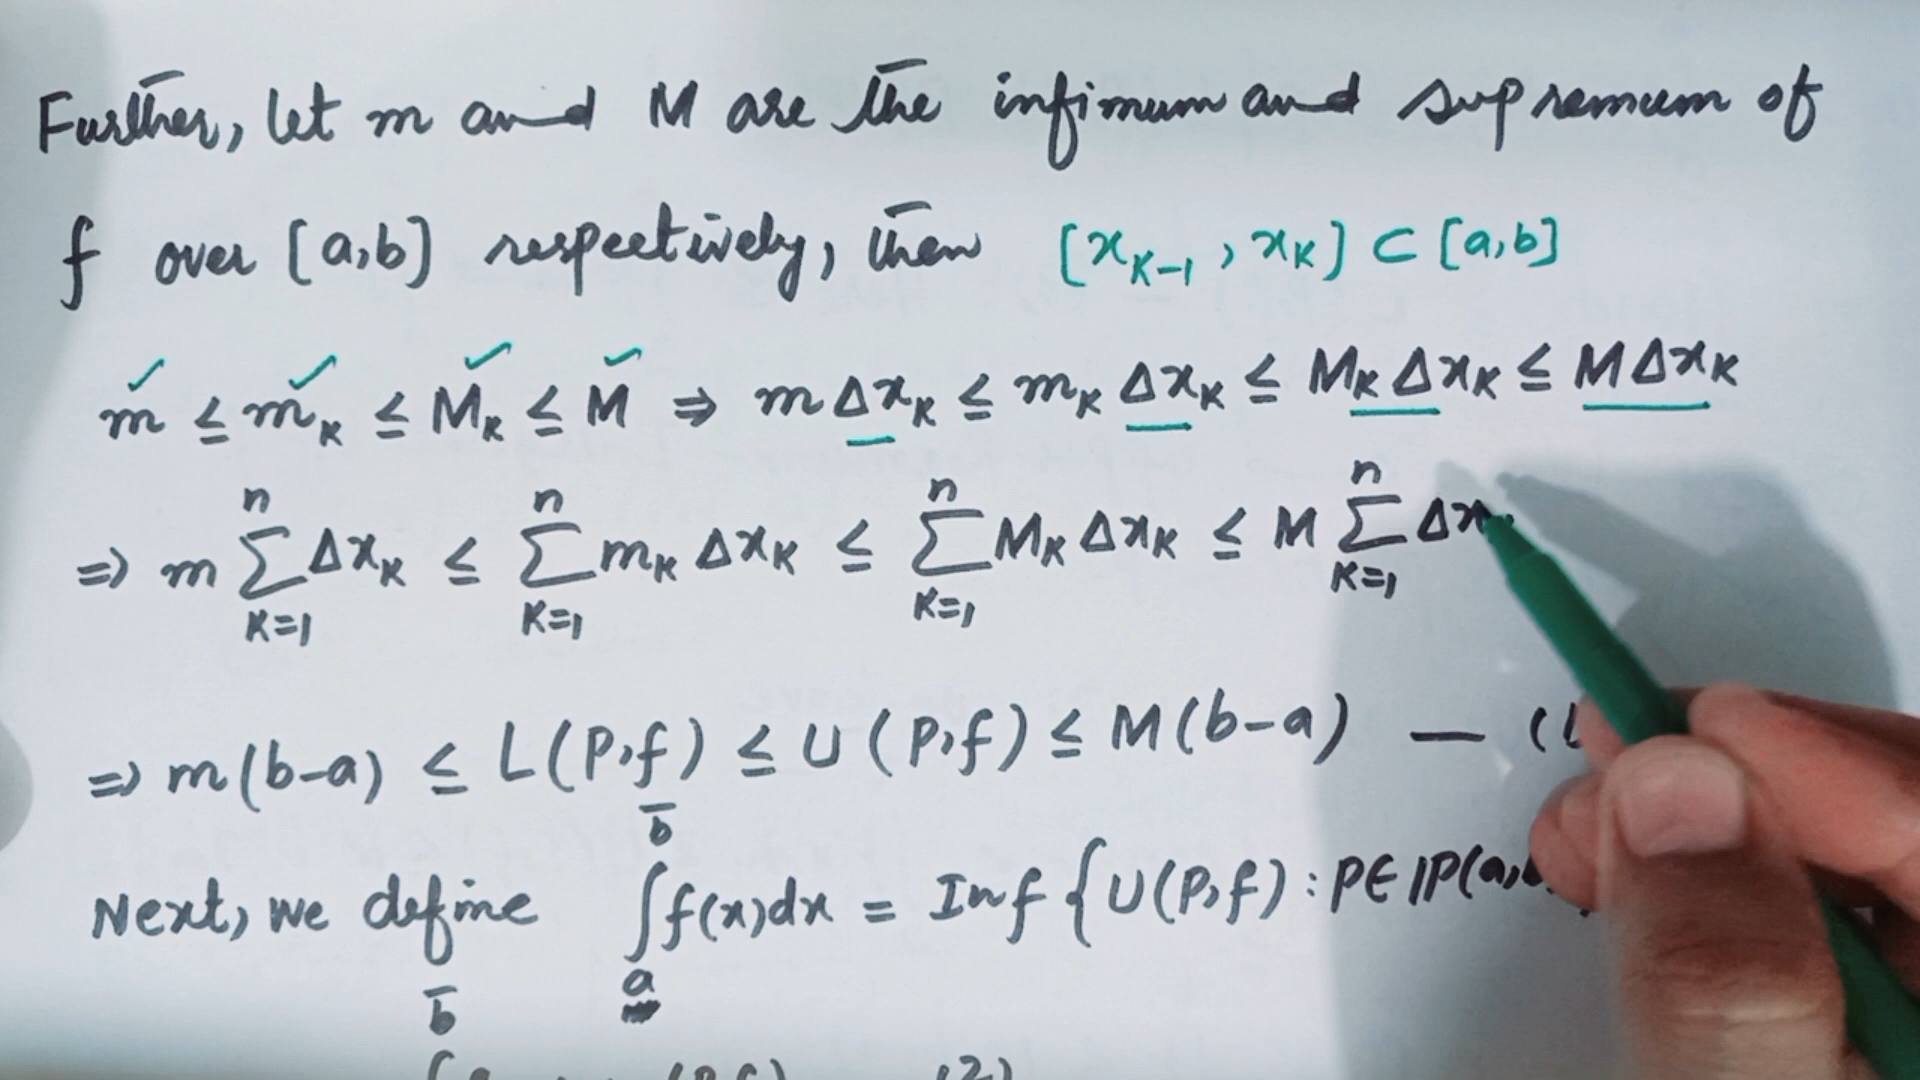 Further, let m and M are the infimum and supremum of
f over [a,b] respectively, then [x_{K-1}, x_K] ⊂ [a,b]
m ≤ m_K ≤ M_K ≤ M ⇒ m Δx_K ≤ m_K Δx_K ≤ M_K Δx_K ≤ M Δx_K
⇒ m ∑_{K=1}^{n} Δx_K ≤ ∑_{K=1}^{n} m_K Δx_K ≤ ∑_{K=1}^{n} M_K Δx_K ≤ M ∑_{K=1}^{n} Δx
⇒ m(b-a) ≤ L(P,f) ≤ U(P,f) ≤ M(b-a) — (
Next, we define ∫_a^{b̄} f(x)dx = Inf {U(P,f) : P∈ℙ(a,
b̄
(2)